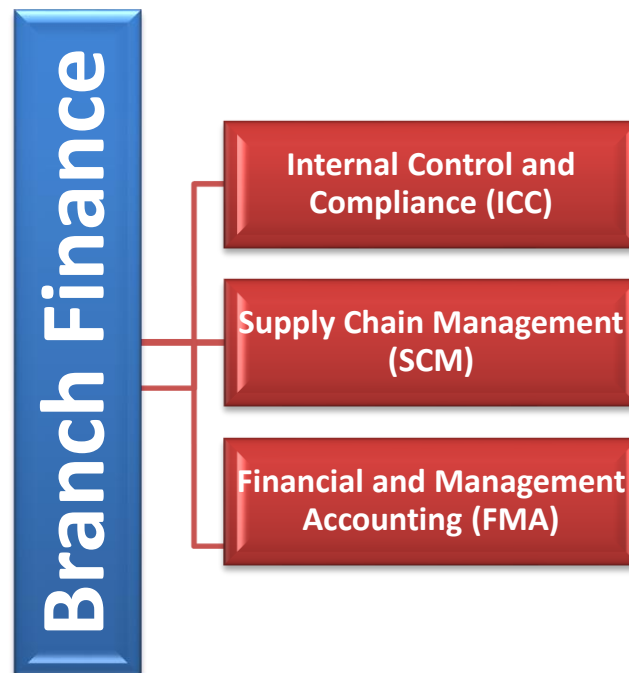 Branch Finance
Internal Control and
Compliance (ICC)
Supply Chain Management
(SCM)
Financial and Management
Accounting (FMA)